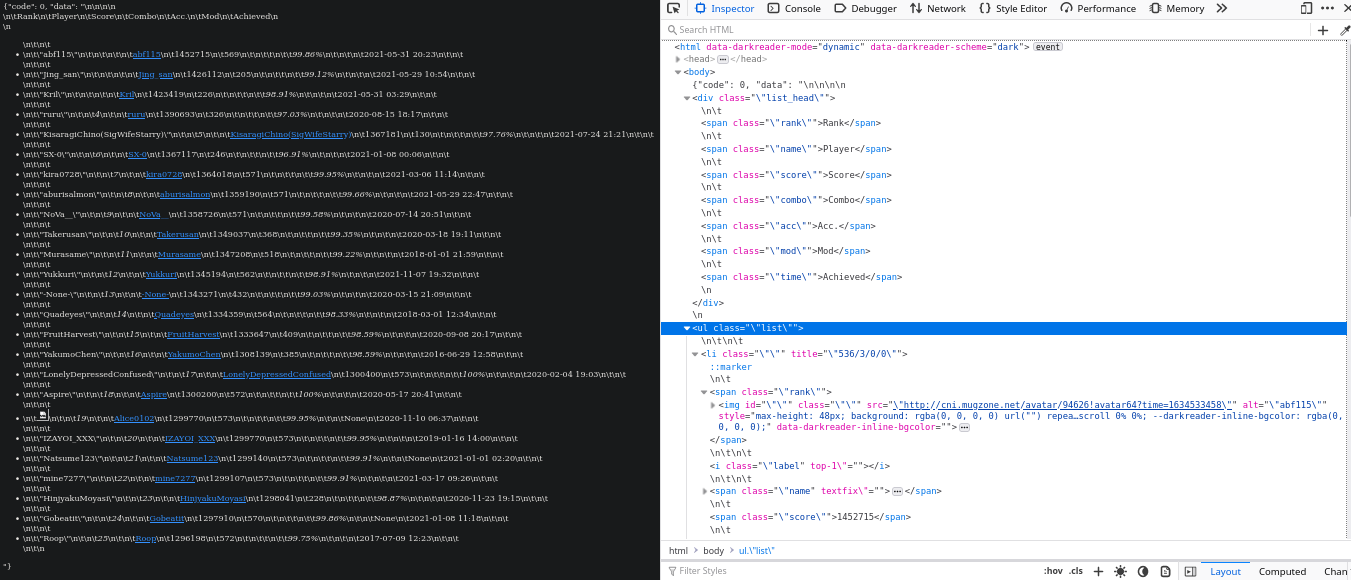 {"code": 0, "data": "\n\n\n\n
\n\tRank\n\tPlayer\n\tScore\n\tCombo\n\tAcc.\n\tMod\n\tAchieved\n
\n
\n\t\n\t
\n\t\"abf115\"\n\t\n\t\n\t\n\tabf115\n\t1452715\n\t569\n\t\n\t\n\t99.86%\n\t\n\t\n\t2021-05-31 20:23\n\t\n\t
\n\t\n\t
\n\t\"Jing_san\"\n\t\n\t\n\t\n\tJing_san\n\t1426112\n\t205\n\t\n\t\n\t99.12%\n\t\n\t\n\t2021-05-29 10:54\n\t\n\t
\n\t\n\t
\n\t\"Kril\"\n\t\n\t\n\t\n\tKril\n\t1423419\n\t226\n\t\n\t\n\t98.91%\n\t\n\t\n\t2021-05-31 03:29\n\t\n\t
\n\t\n\t
\n\t\"ruru\"\n\t\n\t\n\t4\n\t\n\truru\n\t1390693\n\t326\n\t\n\t\n\t97.03%\n\t\n\t\n\t2020-08-15 18:17\n\t\n\t
\n\t\n\t
\n\t\"KisaragiChino(SigWifeStarry)\"\n\t\n\t\n\t5\n\t\n\tKisaragiChino(SigWifeStarry)\n\t1367181\n\t130\n\t\n\t\n\t97.76%\n\t\n\t\n\t2021-07-24 21:21\n\t\n\t
\n\t\n\t
\n\t\"SX-0\"\n\t\n\t\n\t6\n\t\n\tSX-0\n\t1367117\n\t246\n\t\n\t\n\t96.91%\n\t\n\t\n\t2021-01-08 00:06\n\t\n\t
\n\t\n\t
\n\t\"kira0728\"\n\t\n\t\n\t7\n\t\n\tkira0728\n\t1364018\n\t571\n\t\n\t\n\t99.95%\n\t\n\t\n\t2021-03-06 11:14\n\t\n\t
\n\t\n\t
\n\t\"aburisalmon\"\n\t\n\t\n\t8\n\t\n\taburisalmon\n\t1359190\n\t571\n\t\n\t\n\t99.66%\n\t\n\t\n\t2021-05-29 22:47\n\t\n\t
\n\t\n\t
\n\t\"NoVa__\"\n\t\n\t\n\t9\n\t\n\tNoVa__\n\t1358726\n\t571\n\t\n\t\n\t99.58%\n\t\n\t\n\t2020-07-14 20:51\n\t\n\t
\n\t\n\t
\n\t\"Takerusan\"\n\t\n\t\n\t10\n\t\n\tTakerusan\n\t1349037\n\t368\n\t\n\t\n\t99.35%\n\t\n\t\n\t2020-03-18 19:11\n\t\n\t
\n\t\n\t
\n\t\"Murasame\"\n\t\n\t\n\t11\n\t\n\tMurasame\n\t1347208\n\t518\n\t\n\t\n\t99.22%\n\t\n\t\n\t2018-01-01 21:59\n\t\n\t
\n\t\n\t
\n\t\"Yukkuri\"\n\t\n\t\n\t12\n\t\n\tYukkuri\n\t1345194\n\t562\n\t\n\t\n\t98.91%\n\t\n\t\n\t2021-11-07 19:32\n\t\n\t
\n\t\n\t
\n\t\"-None-\"\n\t\n\t\n\t13\n\t\n\t-None-\n\t1343271\n\t432\n\t\n\t\n\t99.03%\n\t\n\t\n\t2020-03-15 21:09\n\t\n\t
\n\t\n\t
\n\t\"Quadeyes\"\n\t\n\t\n\t14\n\t\n\tQuadeyes\n\t1334359\n\t564\n\t\n\t\n\t98.33%\n\t\n\t\n\t2018-03-01 12:34\n\t\n\t
\n\t\n\t
\n\t\"FruitHarvest\"\n\t\n\t\n\t15\n\t\n\tFruitHarvest\n\t1333647\n\t409\n\t\n\t\n\t98.59%\n\t\n\t\n\t2020-09-08 20:17\n\t\n\t
\n\t\n\t
\n\t\"YakumoChen\"\n\t\n\t\n\t16\n\t\n\tYakumoChen\n\t1308139\n\t385\n\t\n\t\n\t98.59%\n\t\n\t\n\t2016-06-29 12:58\n\t\n\t
\n\t\n\t
\n\t\"LonelyDepressedConfused\"\n\t\n\t\n\t17\n\t\n\tLonelyDepressedConfused\n\t1300400\n\t573\n\t\n\t\n\t100%\n\t\n\t\n\t2020-02-04 19:03\n\t\n\t
\n\t\n\t
\n\t\"Aspire\"\n\t\n\t\n\t18\n\t\n\tAspire\n\t1300200\n\t572\n\t\n\t\n\t100%\n\t\n\t\n\t2020-05-17 20:41\n\t\n\t
\n\t\n\t
\n\t\n\t\n\t19\n\t\n\tAlice0102\n\t1299770\n\t573\n\t\n\t\n\t99.95%\n\t\n\tNone\n\t2020-11-10 06:37\n\t\n\t
\n\t\n\t
\n\t\"IZAYOI_XXX\"\n\t\n\t\n\t20\n\t\n\tIZAYOI_XXX\n\t1299770\n\t573\n\t\n\t\n\t99.95%\n\t\n\t\n\t2019-01-16 14:00\n\t\n\t
\n\t\n\t
\n\t\"Natsume123\"\n\t\n\t\n\t21\n\t\n\tNatsume123\n\t1299140\n\t573\n\t\n\t\n\t99.91%\n\t\n\tNone\n\t2021-01-01 02:20\n\t\n\t
\n\t\n\t
\n\t\"mine7277\"\n\t\n\t\n\t22\n\t\n\tmine7277\n\t1299107\n\t573\n\t\n\t\n\t99.91%\n\t\n\t\n\t2021-03-17 09:26\n\t\n\t
\n\t\n\t
\n\t\"HinjyakuMoyasi\"\n\t\n\t\n\t23\n\t\n\tHinjyakuMoyasi\n\t1298041\n\t228\n\t\n\t\n\t98.87%\n\t\n\t\n\t2020-11-23 19:15\n\t\n\t
\n\t\n\t
\n\t\"Gobeatit\"\n\t\n\t\n\t24\n\t\n\tGobeatit\n\t1297910\n\t570\n\t\n\t\n\t99.86%\n\t\n\tNone\n\t2021-01-08 11:18\n\t\n\t
\n\t\n\t
\n\t\"Roop\"\n\t\n\t\n\t25\n\t\n\tRoop\n\t1296198\n\t572\n\t\n\t\n\t99.75%\n\t\n\t\n\t2017-07-09 12:23\n\t\n\t
\n\t\n
"}
Inspector Console Debugger Network Style Editor Performance Memory
Search HTML
<html data-darkreader-mode="dynamic" data-darkreader-scheme="dark"> event
<head> ••• </head>
<body>
{"code": 0, "data": "\n\n\n\n
<div class="\"list_head\"">
\n\t
<span class="\"rank\"">Rank</span>
\n\t
<span class="\"name\"">Player</span>
\n\t
<span class="\"score\"">Score</span>
\n\t
<span class="\"combo\"">Combo</span>
\n\t
<span class="\"acc\"">Acc.</span>
\n\t
<span class="\"mod\"">Mod</span>
\n\t
<span class="\"time\"">Achieved</span>
\n
</div>
\n
<ul class="\"list\"">
\n\t\n\t
<li class="\"\"" title="\"536/3/0/0\"">
::marker
\n\t
<span class="\"rank\"">
<img id="\"\"" class="\"\"" src="\"http://cni.mugzone.net/avatar/94626!avatar64?time=1634533458\"" alt="\"abf115\""
style="max-height: 48px; background: rgba(0, 0, 0, 0) url("") repea…scroll 0% 0%; --darkreader-inline-bgcolor: rgba(0,
0, 0, 0);" data-darkreader-inline-bgcolor=""> •••
</span>
\n\t\n\t
<i class="\"label" top-1\"=""></i>
\n\t\n\t
<span class="\"name" textfix\"=""> ••• </span>
\n\t
<span class="\"score\"">1452715</span>
\n\t
html > body > ul.\"list\"
Filter Styles :hov .cls + Layout Computed Chan